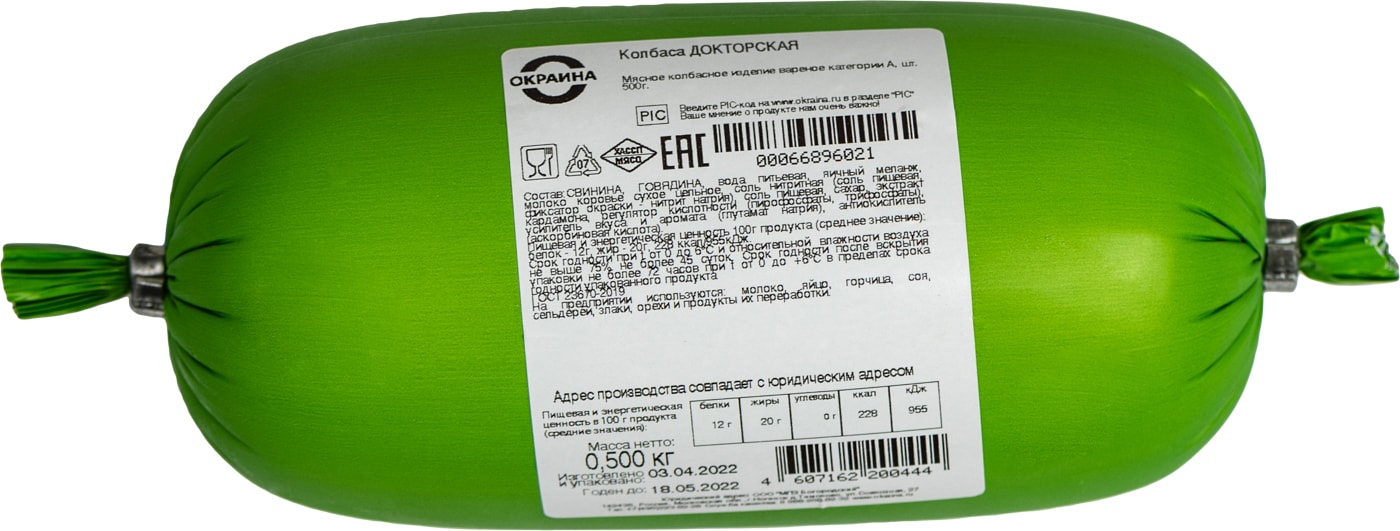 ОКРАИНА
Колбаса ДОКТОРСКАЯ
Мясное колбасное изделие вареное категории А, шт.
500г.
PIC
Введите PIC-код на www.okraina.ru в разделе "PIC"
Ваше мнение о продукте нам очень важно!
07
ХАССП
МЯСО
ЕАС
00066896021
Состав: СВИНИНА, ГОВЯДИНА, вода питьевая, яичный меланж,
молоко коровье сухое цельное, соль нитритная (соль пищевая,
фиксатор окраски - нитрит натрия) соль пищевая, сахар, экстракт
кардамона, регулятор кислотности (пирофосфаты, трифосфаты),
усилитель вкуса и аромата (глутамат натрия), антиокислитель
(аскорбиновая кислота).
Пищевая и энергетическая ценность 100г продукта (среднее значение):
белок - 12г, жир - 20г, 228 ккал/955кДж.
Срок годности при t от 0 до 6°С и относительной влажности воздуха
не выше 75% не более 45 суток. Срок годности после вскрытия
упаковки не более 72 часов при t от 0 до +6°С в пределах срока
годности упакованного продукта
ГОСТ 23670-2019
на предприятии используются: молоко, яйцо, горчица, соя,
сельдерей, злаки, орехи и продукты их переработки.
Адрес производства совпадает с юридическим адресом
Пищевая и энергетическая
ценность в 100 г продукта
(средние значения):
белки жиры углеводы ккал кДж
12 г 20 г 0 г 228 955
Масса нетто:
0,500 кг
Изготовлено
и упаковано: 03.04.2022
Годен до: 18.05.2022
4 607162 200444
Юридический адрес: ООО "МПЗ Богородский"